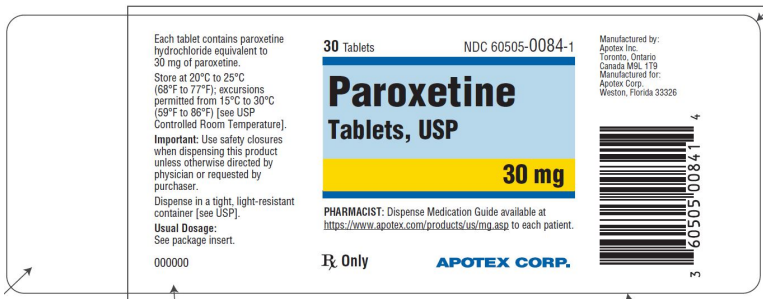 Each tablet contains paroxetine
hydrochloride equivalent to
30 mg of paroxetine.
Store at 20°C to 25°C
(68°F to 77°F); excursions
permitted from 15°C to 30°C
(59°F to 86°F) [see USP
Controlled Room Temperature].
Important: Use safety closures
when dispensing this product
unless otherwise directed by
physician or requested by
purchaser.
Dispense in a tight, light-resistant
container [see USP].
Usual Dosage:
See package insert.
000000
30 Tablets NDC 60505-0084-1
Paroxetine
Tablets, USP
30 mg
PHARMACIST: Dispense Medication Guide available at
https://www.apotex.com/products/us/mg.asp to each patient.
Rx Only APOTEX CORP.
Manufactured by:
Apotex Inc.
Toronto, Ontario
Canada M9L 1T9
Manufactured for:
Apotex Corp.
Weston, Florida 33326
3 60505 00841 4